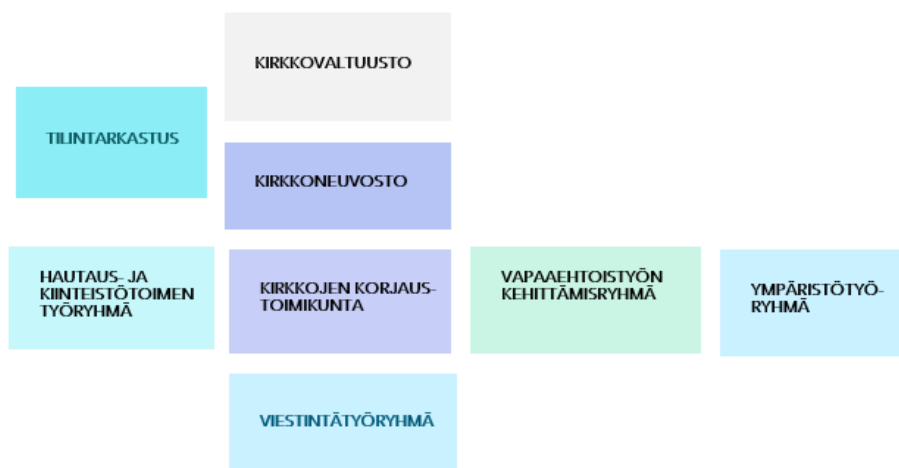 KIRKKOVALTUUSTO
TILINTARKASTUS
KIRKKONEUVOSTO
HAUTAUS- JA
KIINTEISTÖTOIMEN
TYÖRYHMÄ
KIRKKOJEN KORJAUS-
TOIMIKUNTA
VAPAAEHTOISTYÖN
KEHITTÄMISRYHMÄ
YMPÄRISTÖTYÖ-
RYHMÄ
VIESTINTÄTYÖRYHMÄ